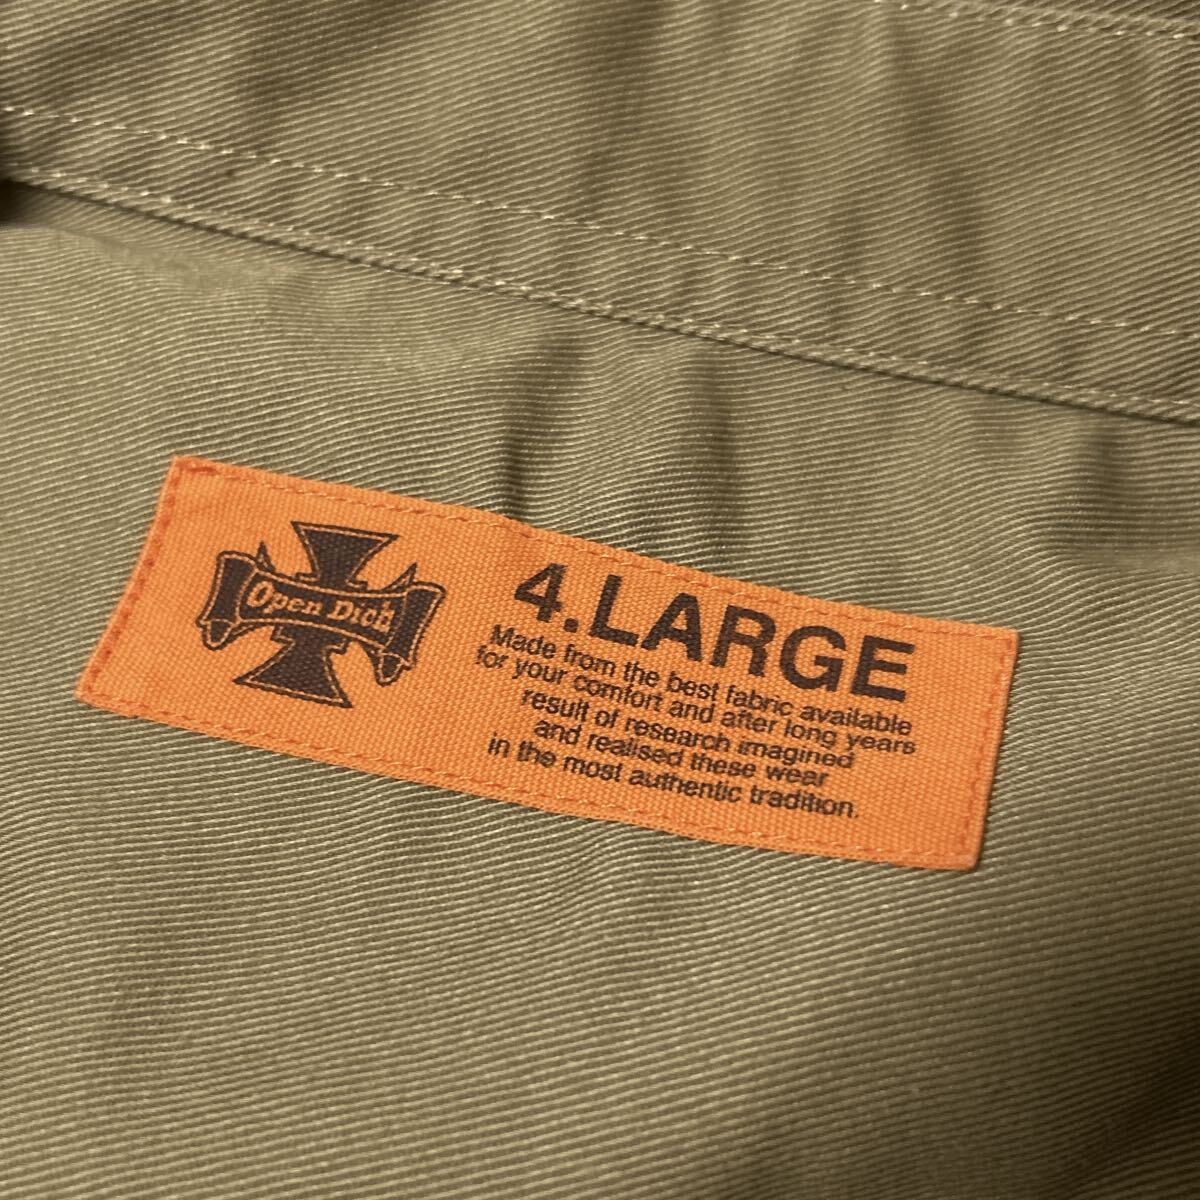 Open Dich
4.LARGE
Made from the best fabric available
for your comfort and after long years
result of research imagined
and realised these wear
in the most authentic tradition.